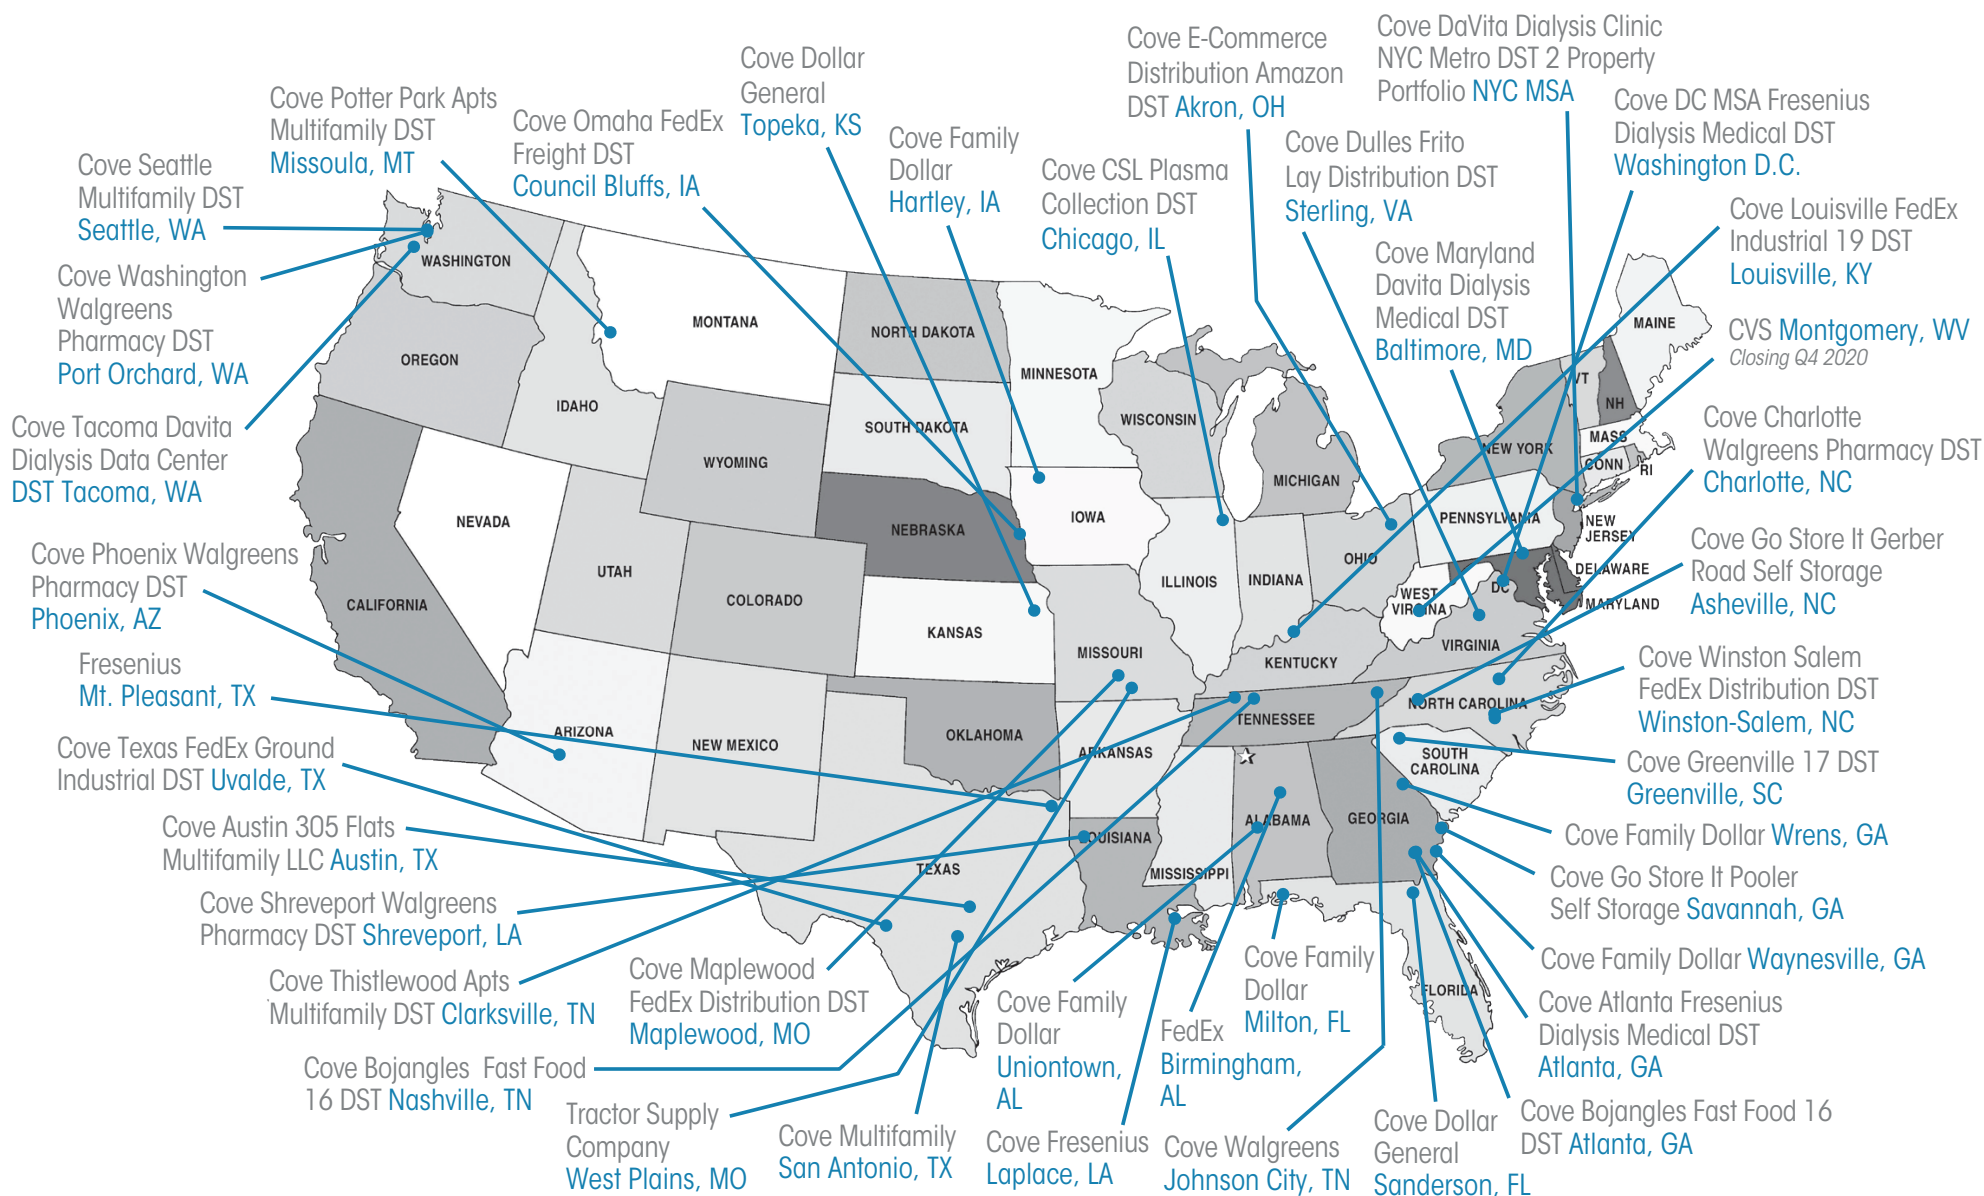 Cove Dollar
General
Topeka, KS
Cove E-Commerce
Distribution Amazon
DST Akron, OH
Cove DaVita Dialysis Clinic
NYC Metro DST 2 Property
Portfolio NYC MSA
Cove Potter Park Apts
Multifamily DST
Missoula, MT
Cove Omaha FedEx
Freight DST
Council Bluffs, IA
Cove Family
Dollar
Hartley, IA
Cove CSL Plasma
Collection DST
Chicago, IL
Cove Dulles Frito
Lay Distribution DST
Sterling, VA
Cove DC MSA Fresenius
Dialysis Medical DST
Washington D.C.
Cove Seattle
Multifamily DST
Seattle, WA
Cove Maryland
Davita Dialysis
Medical DST
Baltimore, MD
Cove Louisville FedEx
Industrial 19 DST
Louisville, KY
Cove Washington
Walgreens
Pharmacy DST
Port Orchard, WA
CVS Montgomery, WV
Closing Q4 2020
Cove Tacoma Davita
Dialysis Data Center
DST Tacoma, WA
Cove Charlotte
Walgreens Pharmacy DST
Charlotte, NC
Cove Phoenix Walgreens
Pharmacy DST
Phoenix, AZ
Cove Go Store It Gerber
Road Self Storage
Asheville, NC
Fresenius
Mt. Pleasant, TX
Cove Winston Salem
FedEx Distribution DST
Winston-Salem, NC
Cove Texas FedEx Ground
Industrial DST Uvalde, TX
Cove Greenville 17 DST
Greenville, SC
Cove Austin 305 Flats
Multifamily LLC Austin, TX
Cove Family Dollar Wrens, GA
Cove Shreveport Walgreens
Pharmacy DST Shreveport, LA
Cove Go Store It Pooler
Self Storage Savannah, GA
Cove Thistlewood Apts
Multifamily DST Clarksville, TN
Cove Maplewood
FedEx Distribution DST
Maplewood, MO
Cove Family
Dollar
Uniontown,
AL
FedEx
Birmingham,
AL
Cove Family
Dollar
Milton, FL
Cove Family Dollar Waynesville, GA
Cove Atlanta Fresenius
Dialysis Medical DST
Atlanta, GA
Cove Bojangles Fast Food
16 DST Nashville, TN
Tractor Supply
Company
West Plains, MO
Cove Multifamily
San Antonio, TX
Cove Fresenius
Laplace, LA
Cove Walgreens
Johnson City, TN
Cove Dollar
General
Sanderson, FL
Cove Bojangles Fast Food 16
DST Atlanta, GA
WASHINGTON
MONTANA
NORTH DAKOTA
MINNESOTA
MAINE
OREGON
IDAHO
SOUTH DAKOTA
WISCONSIN
VT
NH
WYOMING
MICHIGAN
NEW YORK
MASS
CONN
RI
NEVADA
NEBRASKA
IOWA
PENNSYLVANIA
NEW
JERSEY
UTAH
COLORADO
ILLINOIS
INDIANA
OHIO
DELAWARE
CALIFORNIA
KANSAS
MISSOURI
WEST
VIRGINIA
DC
MARYLAND
KENTUCKY
VIRGINIA
ARIZONA
NEW MEXICO
OKLAHOMA
ARKANSAS
TENNESSEE
NORTH CAROLINA
SOUTH
CAROLINA
TEXAS
LOUISIANA
MISSISSIPPI
ALABAMA
GEORGIA
FLORIDA